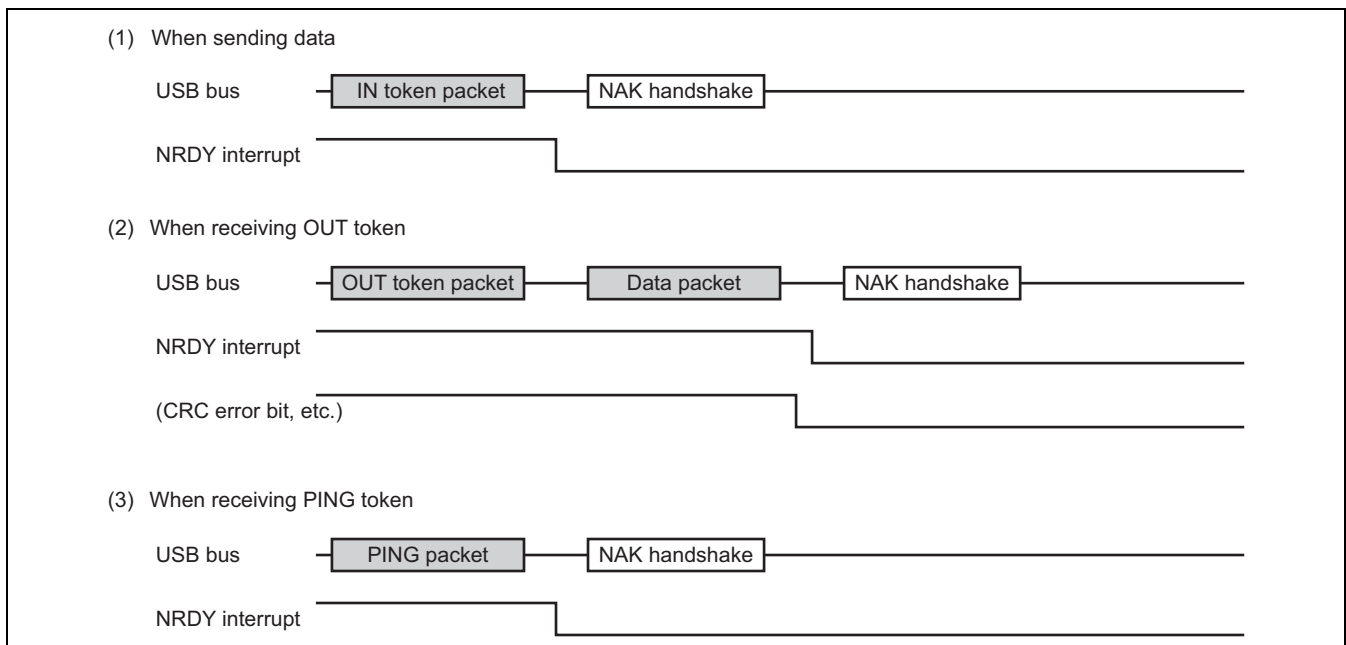 (1) When sending data
USB bus IN token packet NAK handshake
NRDY interrupt
(2) When receiving OUT token
USB bus OUT token packet Data packet NAK handshake
NRDY interrupt
(CRC error bit, etc.)
(3) When receiving PING token
USB bus PING packet NAK handshake
NRDY interrupt